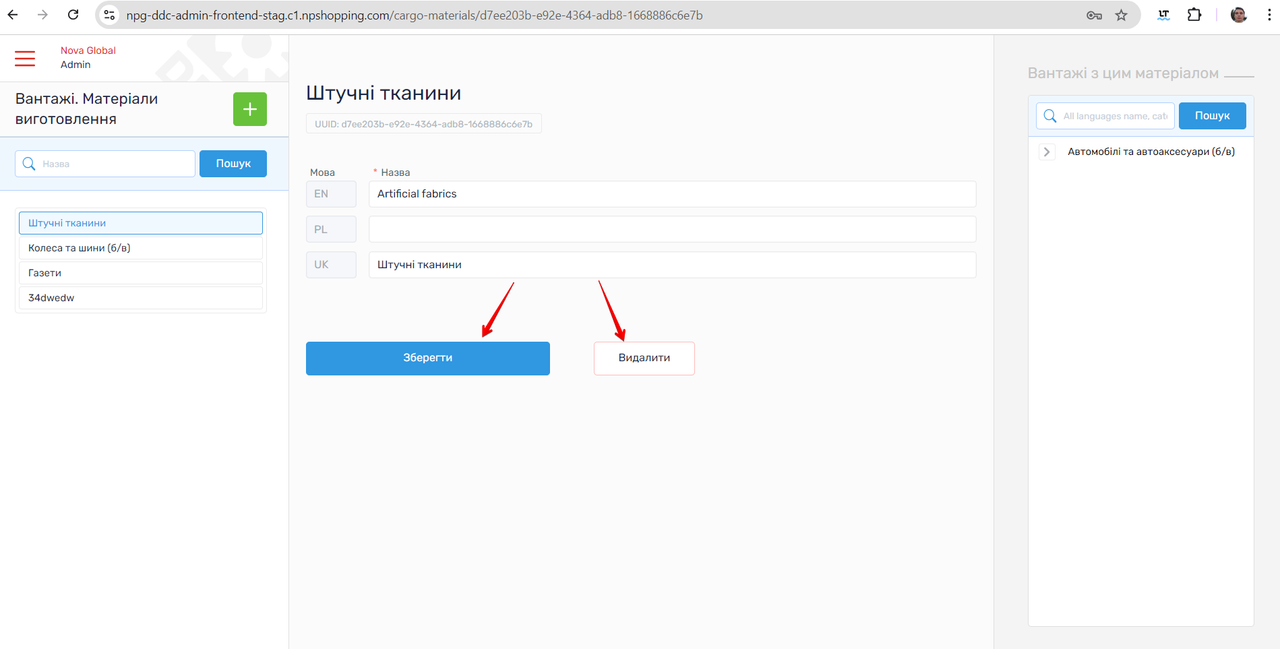 npg-ddc-admin-frontend-stag.c1.npshopping.com/cargo-materials/d7ee203b-e92e-4364-adb8-1668886c6e7b
LT
Nova Global
Admin
Вантажі. Матеріали
виготовлення
+
Назва
Пошук
Штучні тканини
Колеса та шини (б/в)
Газети
34dwedw
Штучні тканини
UUID: d7ee203b-e92e-4364-adb8-1668886c6e7b
Мова
* Назва
EN
Artificial fabrics
PL
UK
Штучні тканини
Зберегти
Видалити
Вантажі з цим матеріалом
All languages name, cat
Пошук
Автомобілі та автоаксесуари (б/в)